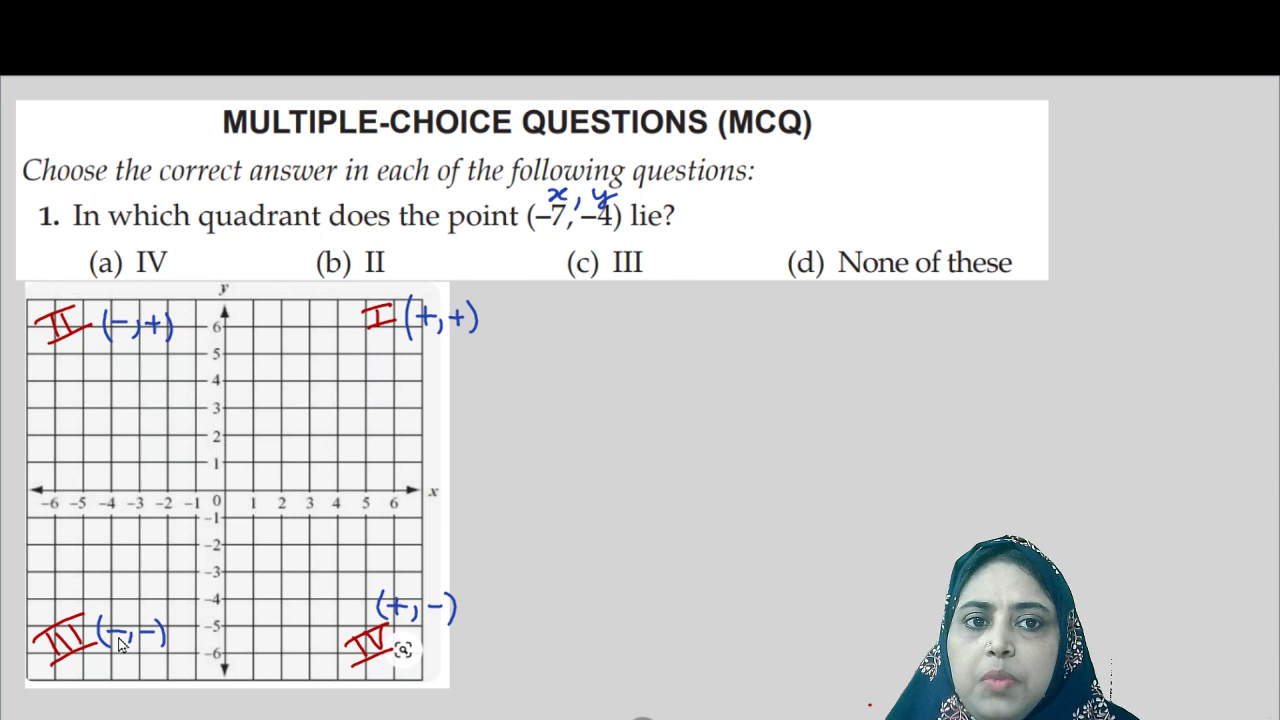 MULTIPLE-CHOICE QUESTIONS (MCQ)
Choose the correct answer in each of the following questions:
x, y
1. In which quadrant does the point (–7, –4) lie?
(a) IV (b) II (c) III (d) None of these
y
II (-,+) I (+,+)
6
5
4
3
2
1
x
-6 -5 -4 -3 -2 -1 0 1 2 3 4 5 6
-1
-2
-3
-4
(+,-)
-5
III (-,-) IV
-6